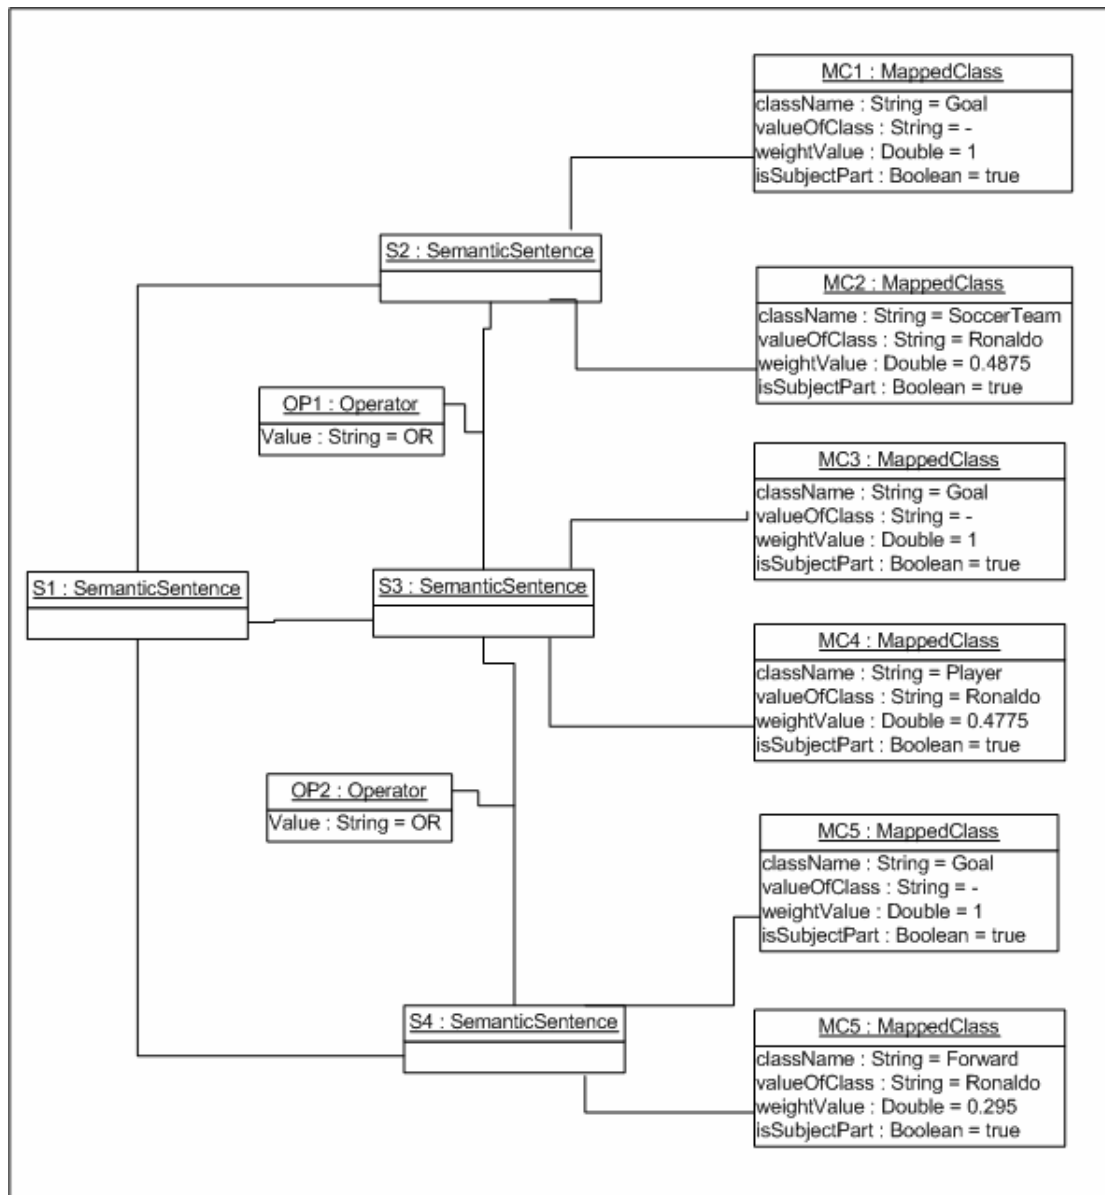 MC1 : MappedClass
className : String = Goal
valueOfClass : String = -
weightValue : Double = 1
isSubjectPart : Boolean = true
S2 : SemanticSentence
MC2 : MappedClass
className : String = SoccerTeam
valueOfClass : String = Ronaldo
weightValue : Double = 0.4875
isSubjectPart : Boolean = true
OP1 : Operator
Value : String = OR
MC3 : MappedClass
className : String = Goal
valueOfClass : String = -
weightValue : Double = 1
isSubjectPart : Boolean = true
S1 : SemanticSentence
S3 : SemanticSentence
MC4 : MappedClass
className : String = Player
valueOfClass : String = Ronaldo
weightValue : Double = 0.4775
isSubjectPart : Boolean = true
OP2 : Operator
Value : String = OR
MC5 : MappedClass
className : String = Goal
valueOfClass : String = -
weightValue : Double = 1
isSubjectPart : Boolean = true
S4 : SemanticSentence
MC5 : MappedClass
className : String = Forward
valueOfClass : String = Ronaldo
weightValue : Double = 0.295
isSubjectPart : Boolean = true